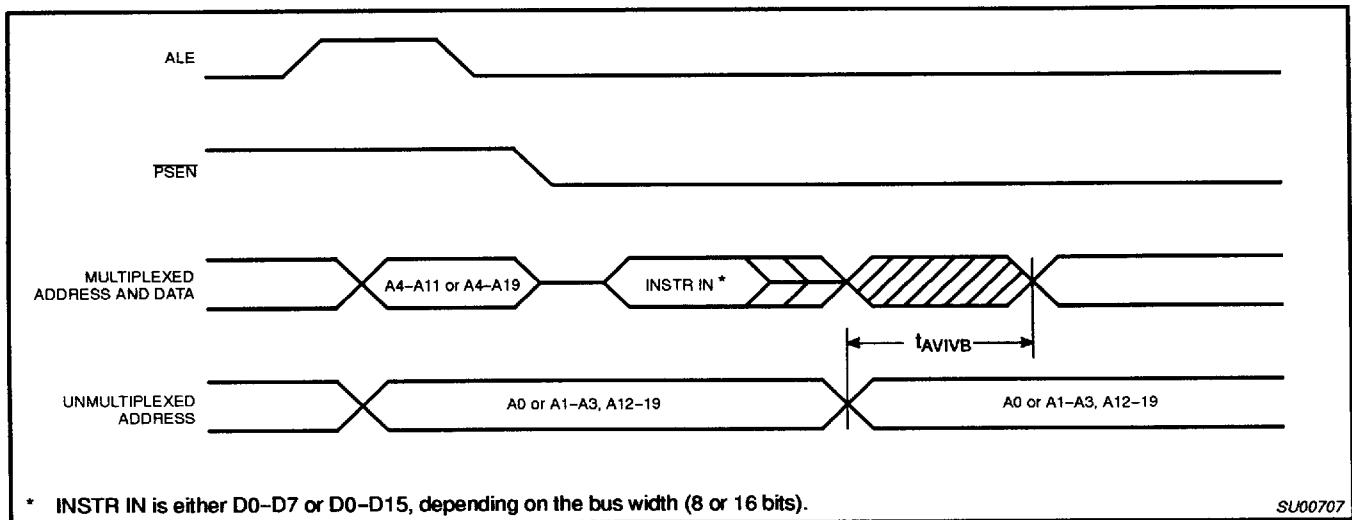 ALE
PSEN
MULTIPLEXED
ADDRESS AND DATA
A4–A11 or A4–A19
INSTR IN *
tAVIVB
UNMULTIPLEXED
ADDRESS
A0 or A1–A3, A12–19
A0 or A1–A3, A12–19
* INSTR IN is either D0–D7 or D0–D15, depending on the bus width (8 or 16 bits).
SU00707